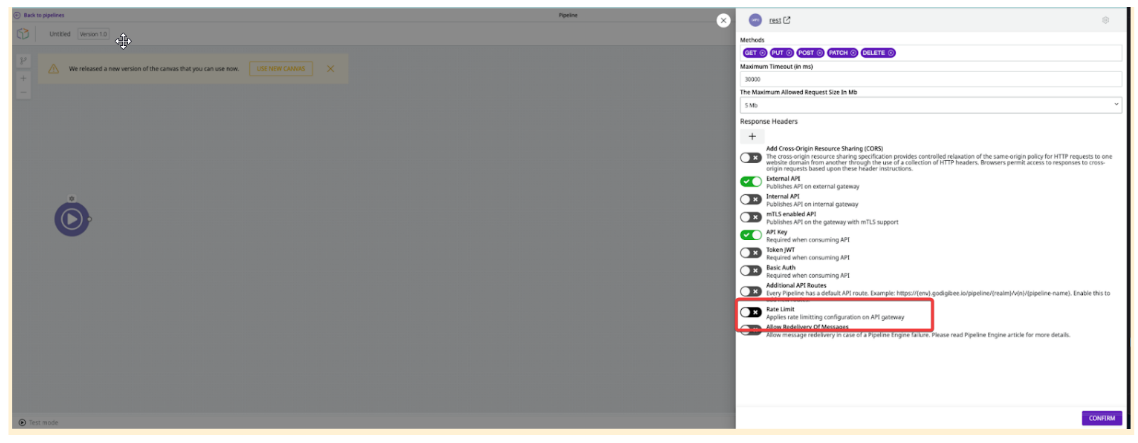 Back to pipelines
Pipeline
Untitled Version 1.0
We released a new version of the canvas that you can use now. USE NEW CANVAS
Test mode
rest
Methods
GET PUT POST PATCH DELETE
Maximum Timeout (in ms)
30000
The Maximum Allowed Request Size In Mb
5 Mb
Response Headers
+
Add Cross-Origin Resource Sharing (CORS)
The cross-origin resource sharing specification provides controlled relaxation of the same-origin policy for HTTP requests to one
website domain from another through the use of a collection of HTTP headers. Browsers permit access to responses to cross-
origin requests based upon these header instructions.
External API
Publishes API on external gateway
Internal API
Publishes API on internal gateway
mTLS enabled API
Publishes API on the gateway with mTLS support
API Key
Required when consuming API
Token JWT
Required when consuming API
Basic Auth
Required when consuming API
Additional API Routes
Every Pipeline has a default API route. Example: https://{env}.godigibee.io/pipeline/{realm}/v{n}/{pipeline-name}. Enable this to
Rate Limit
Applies rate limitting configuration on API gateway
Allow Redelivery Of Messages
Allow message redelivery in case of a Pipeline Engine failure. Please read Pipeline Engine article for more details.
CONFIRM